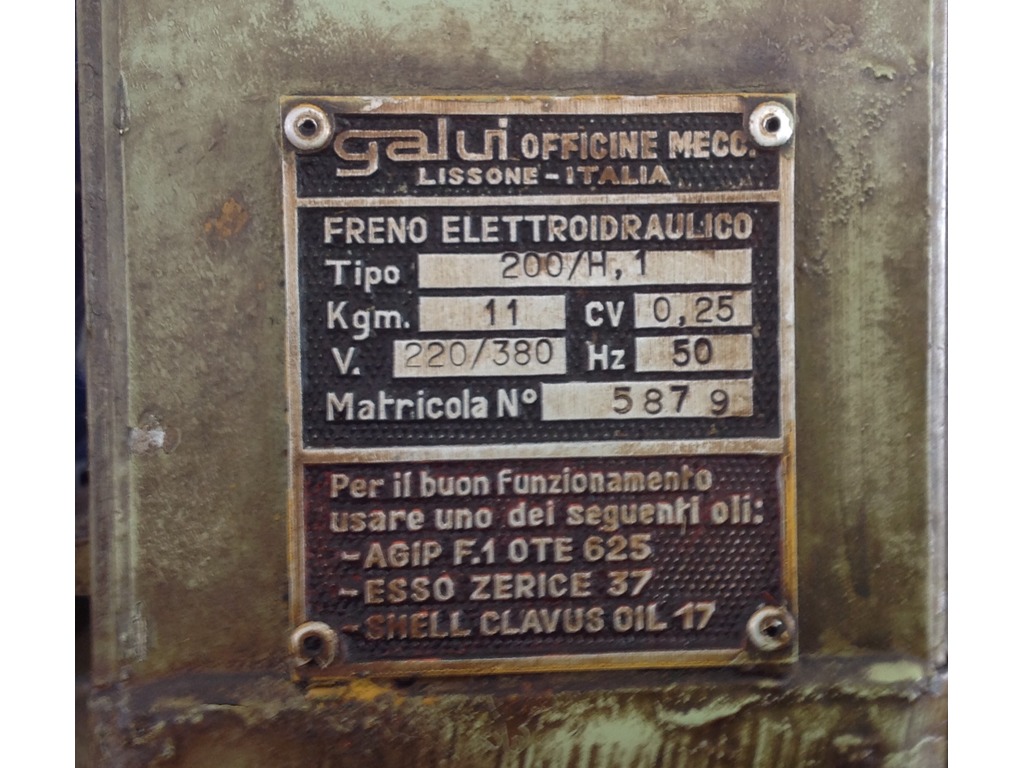 galvi OFFICINE MECC.
LISSONE - ITALIA
FRENO ELETTROIDRAULICO
Tipo 200/H,1
Kgm. 11 CV 0,25
V. 220/380 Hz 50
Matricola N° 5879
Per il buon funzionamento
usare uno dei seguenti oli:
- AGIP F.1 OTE 625
- ESSO ZERICE 37
- SHELL CLAVUS OIL 17